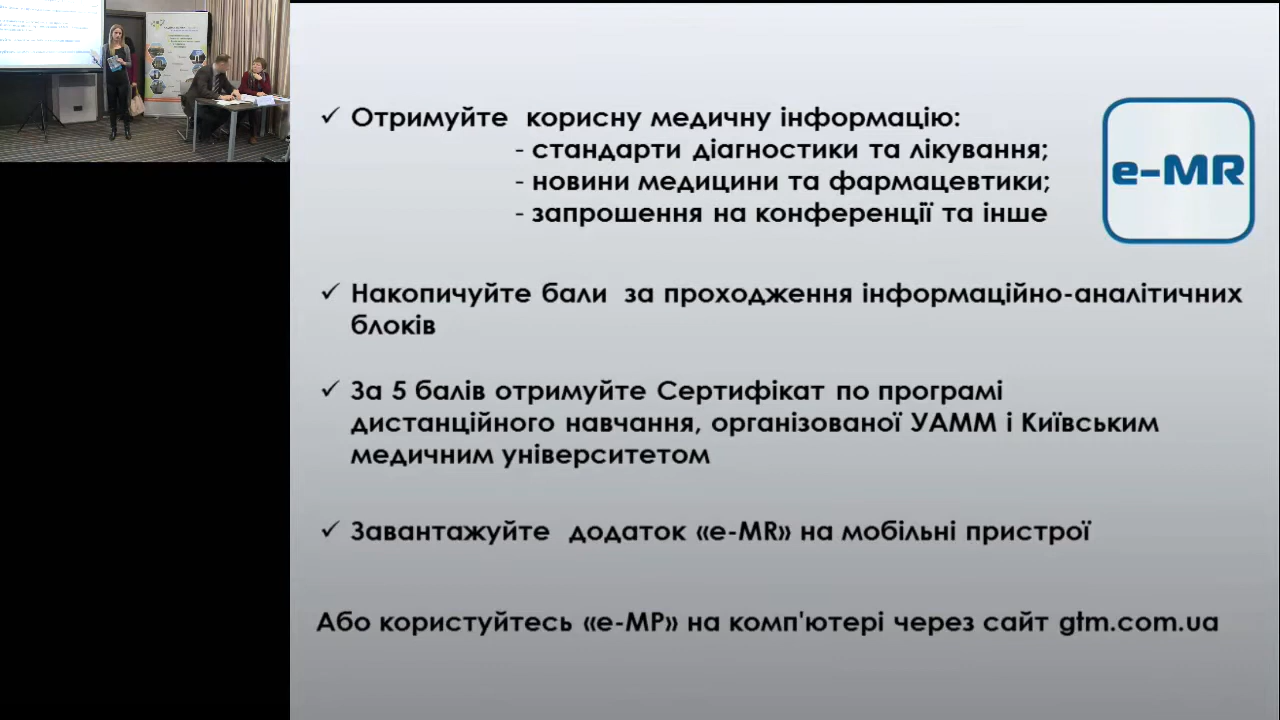 ✓ Отримуйте корисну медичну інформацію:
- стандарти діагностики та лікування;
- новини медицини та фармацевтики;
- запрошення на конференції та інше
e-MR
✓ Накопичуйте бали за проходження інформаційно-аналітичних
блоків
✓ За 5 балів отримуйте Сертифікат по програмі
дистанційного навчання, організованої УАММ і Київським
медичним університетом
✓ Завантажуйте додаток «e-MR» на мобільні пристрої
Або користуйтесь «е-МР» на комп'ютері через сайт gtm.com.ua